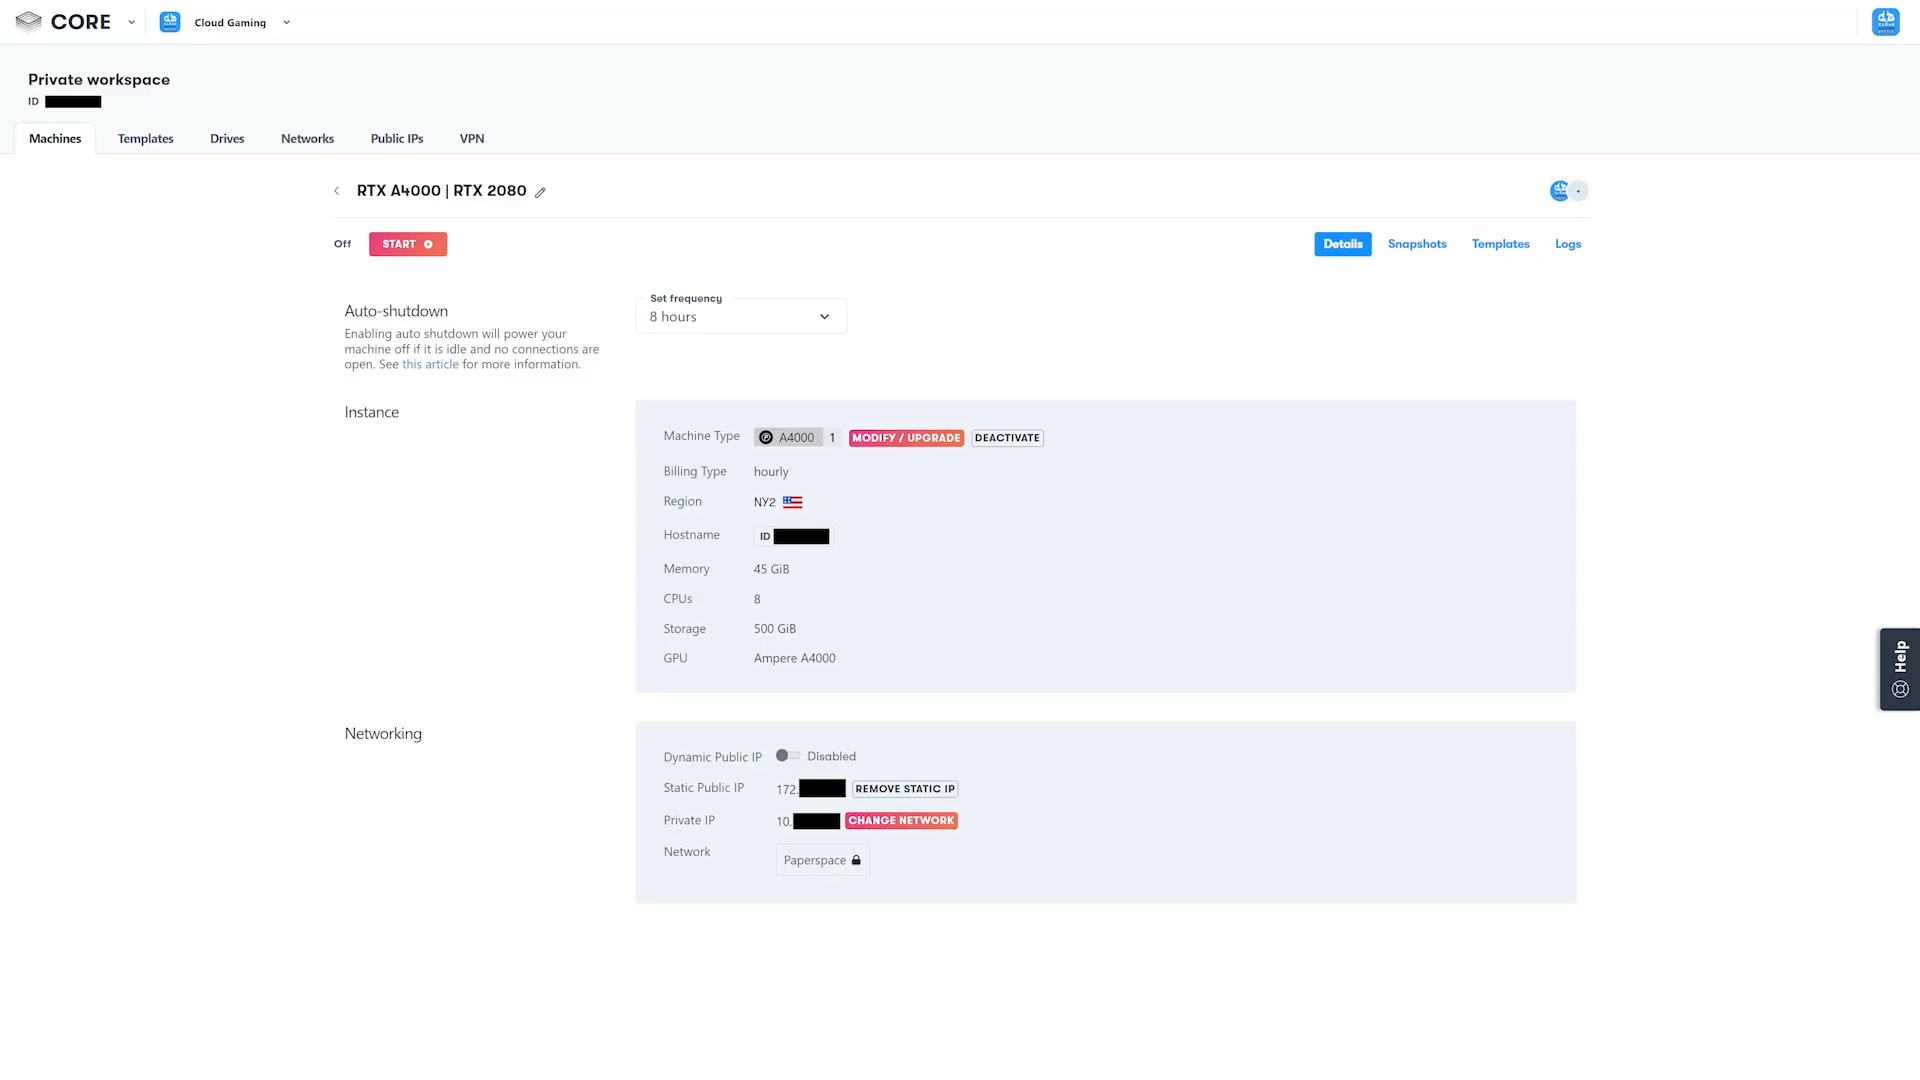 CORE
Cloud Gaming
Private workspace
ID
Machines Templates Drives Networks Public IPs VPN
RTX A4000 | RTX 2080
Off START Details Snapshots Templates Logs
Auto-shutdown
Enabling auto shutdown will power your
machine off if it is idle and no connections are
open. See this article for more information.
Set frequency
8 hours
Instance
Machine Type A4000 1 MODIFY / UPGRADE DEACTIVATE
Billing Type hourly
Region NY2
Hostname ID
Memory 45 GiB
CPUs 8
Storage 500 GiB
GPU Ampere A4000
Help
Networking
Dynamic Public IP Disabled
Static Public IP 172. REMOVE STATIC IP
Private IP 10. CHANGE NETWORK
Network Paperspace